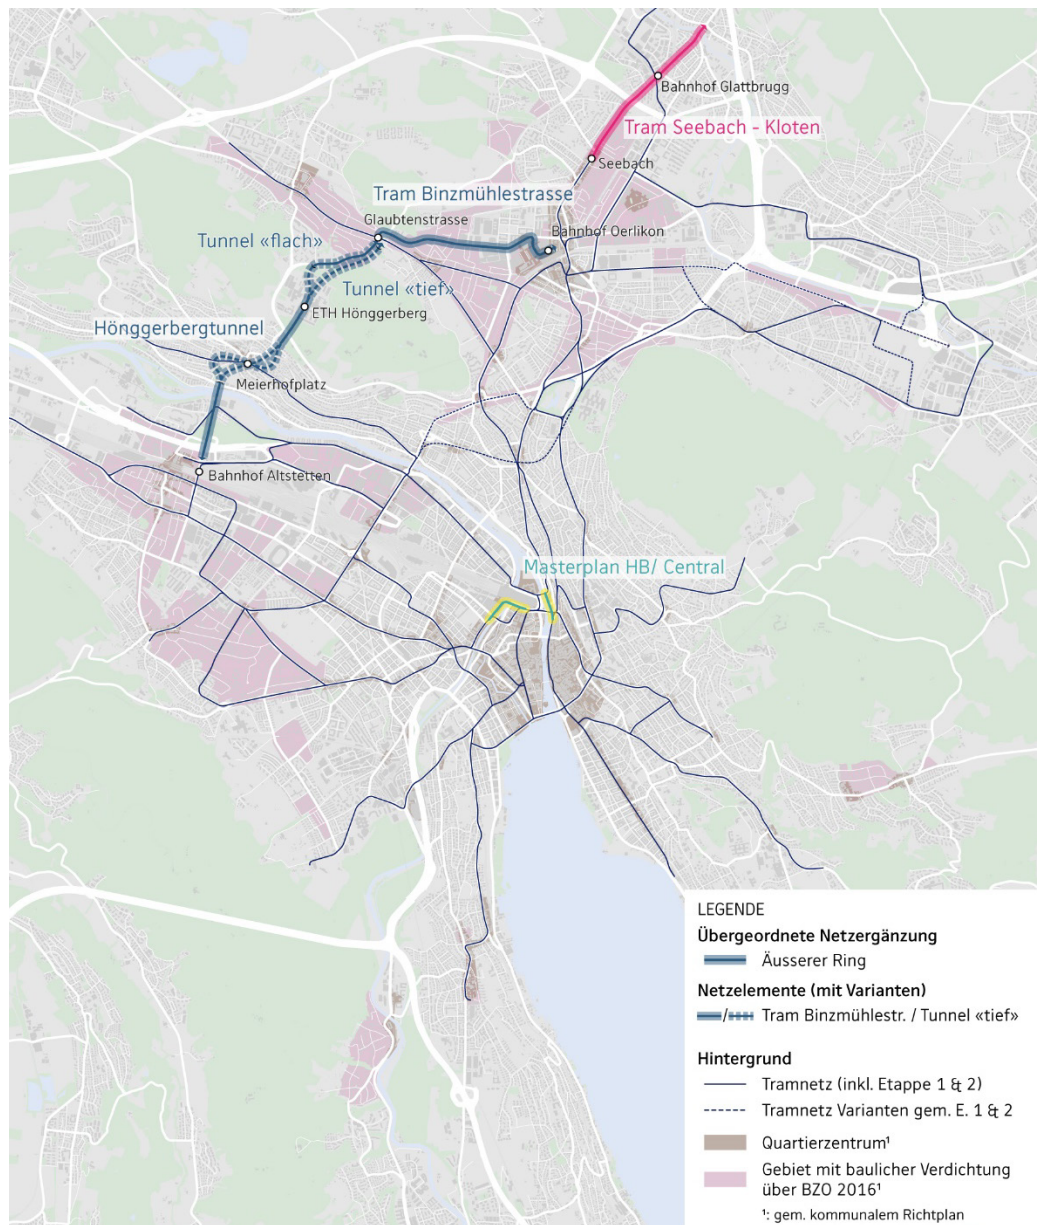 Bahnhof Glattbrugg
Tram Seebach - Kloten
Seebach
Tram Binzmühlestrasse
Glaubtenstrasse
Bahnhof Oerlikon
Tunnel «flach»
Tunnel «tief»
ETH Hönggerberg
Hönggerbergtunnel
Meierhofplatz
Bahnhof Altstetten
Masterplan HB/ Central
LEGENDE
Übergeordnete Netzergänzung
Äusserer Ring
Netzelemente (mit Varianten)
/ Tram Binzmühlestr. / Tunnel «tief»
Hintergrund
Tramnetz (inkl. Etappe 1 & 2)
Tramnetz Varianten gem. E. 1 & 2
Quartierzentrum¹
Gebiet mit baulicher Verdichtung
über BZO 2016¹
¹: gem. kommunalem Richtplan